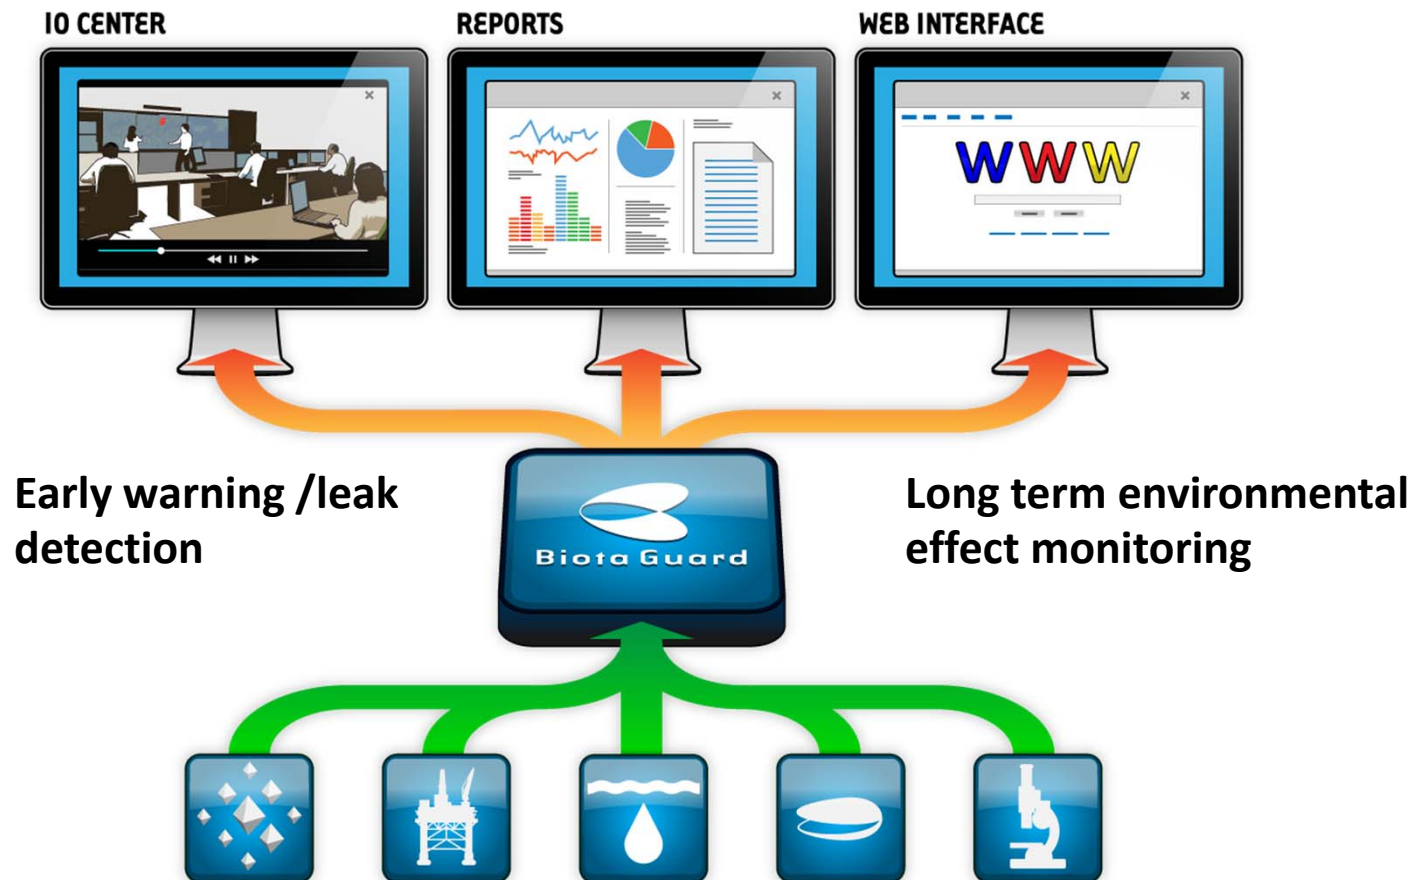 IO CENTER
REPORTS
WEB INTERFACE
WWW
Early warning /leak
detection
Biota Guard
Long term environmental
effect monitoring